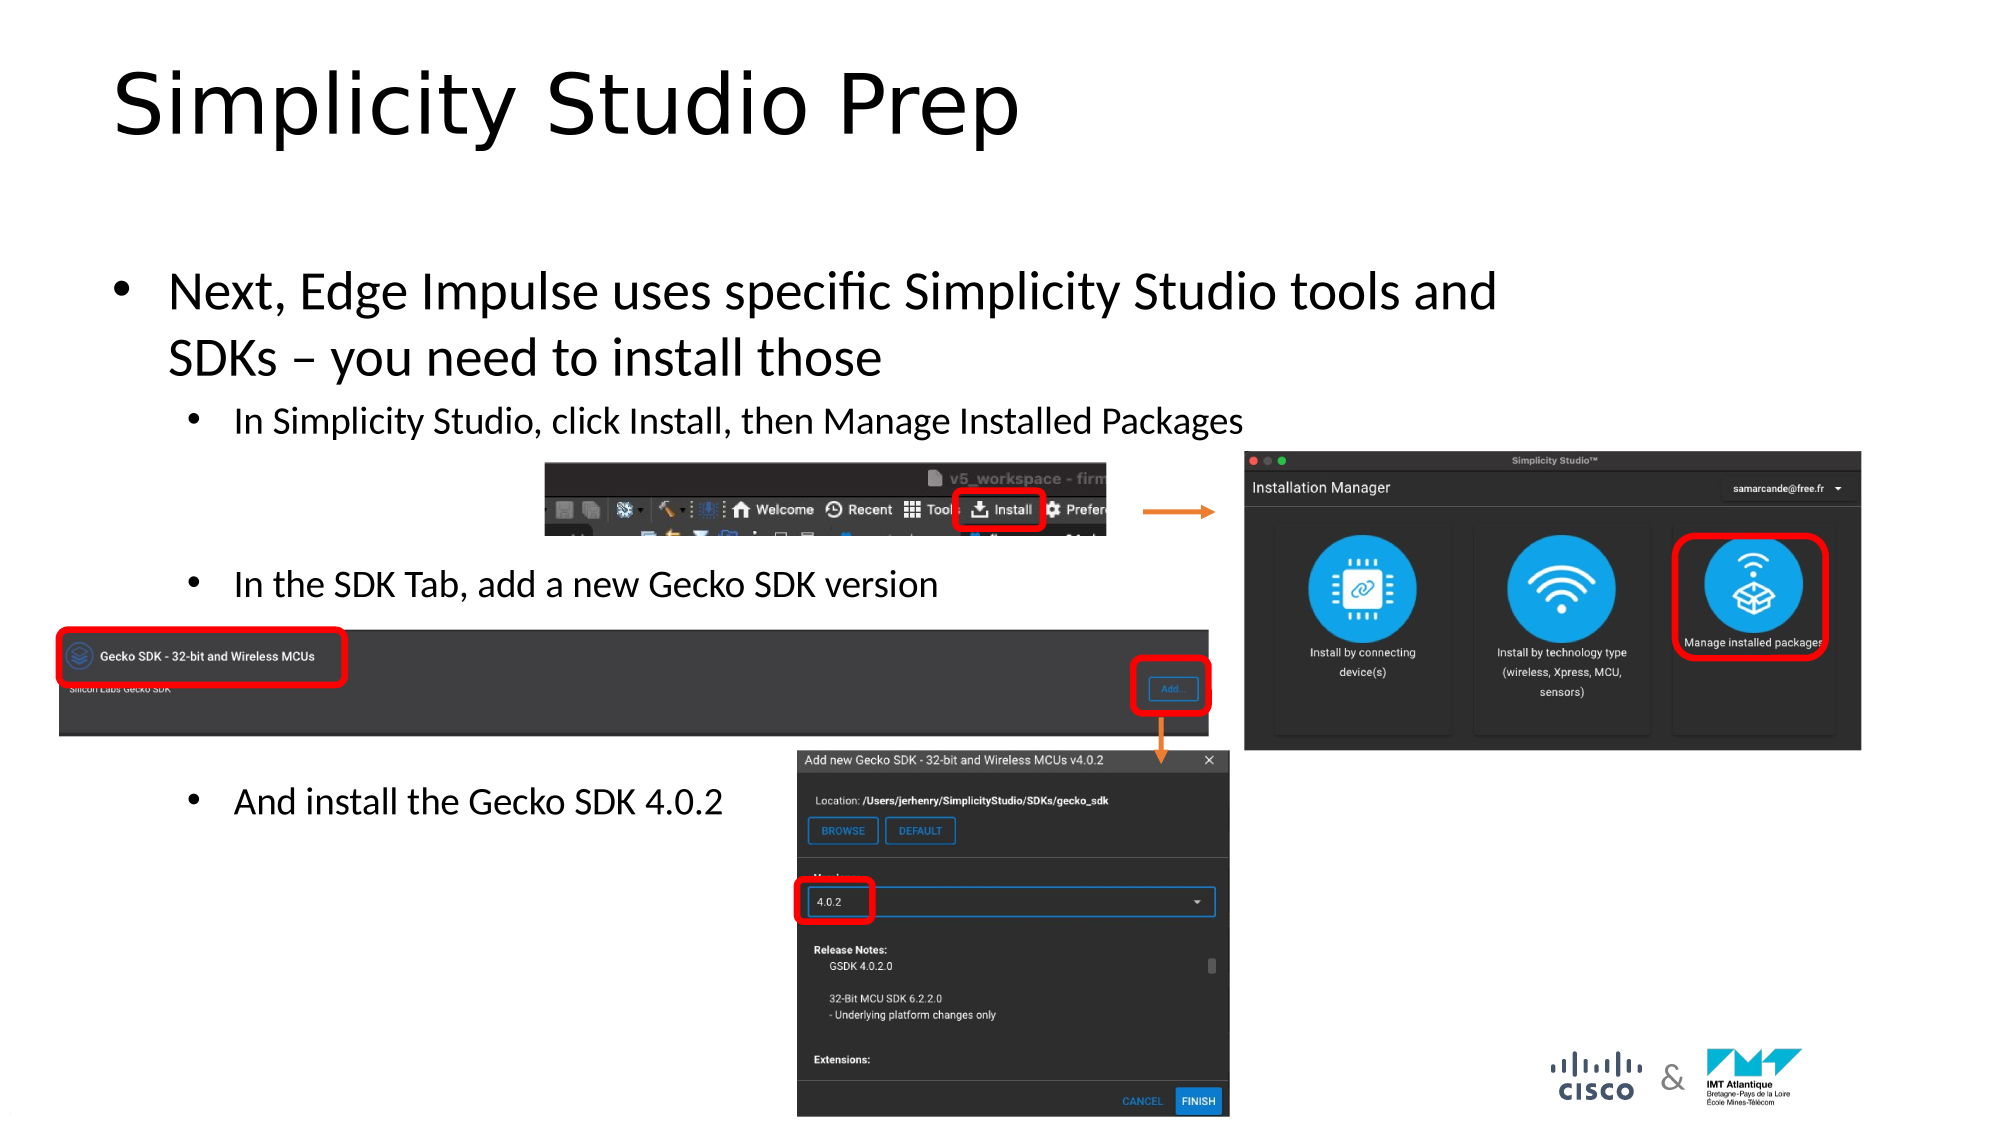 Simplicity Studio Prep
• Next, Edge Impulse uses specific Simplicity Studio tools and
SDKs – you need to install those
• In Simplicity Studio, click Install, then Manage Installed Packages
v5_workspace - firm
Welcome Recent Tools Install Prefer
Simplicity Studio™
Installation Manager
samarcande@free.fr
Install by connecting
device(s)
Install by technology type
(wireless, Xpress, MCU,
sensors)
Manage installed packages
• In the SDK Tab, add a new Gecko SDK version
Gecko SDK - 32-bit and Wireless MCUs
Silicon Labs Gecko SDK
Add...
• And install the Gecko SDK 4.0.2
Add new Gecko SDK - 32-bit and Wireless MCUs v4.0.2
Location: /Users/jerhenry/SimplicityStudio/SDKs/gecko_sdk
BROWSE DEFAULT
4.0.2
Release Notes:
GSDK 4.0.2.0
32-Bit MCU SDK 6.2.2.0
- Underlying platform changes only
Extensions:
CANCEL FINISH
CISCO & IMT Atlantique
Bretagne-Pays de la Loire
École Mines-Télécom